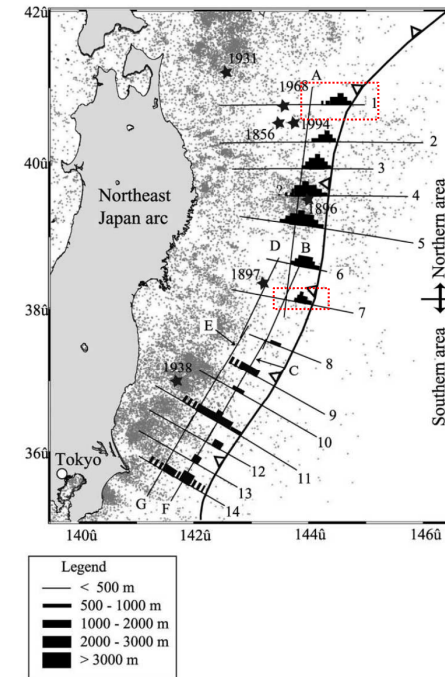 42û
40û
38û
36û
140û
142û
144û
146û
1931
1968
A
1
1856
1994
2
3
Northeast
Japan arc
?
4
1896
5
D
B
6
1897
7
E
8
C
9
1938
10
11
12
Tokyo
13
14
G
F
Northern area
Southern area
Legend
< 500 m
500 - 1000 m
1000 - 2000 m
2000 - 3000 m
> 3000 m